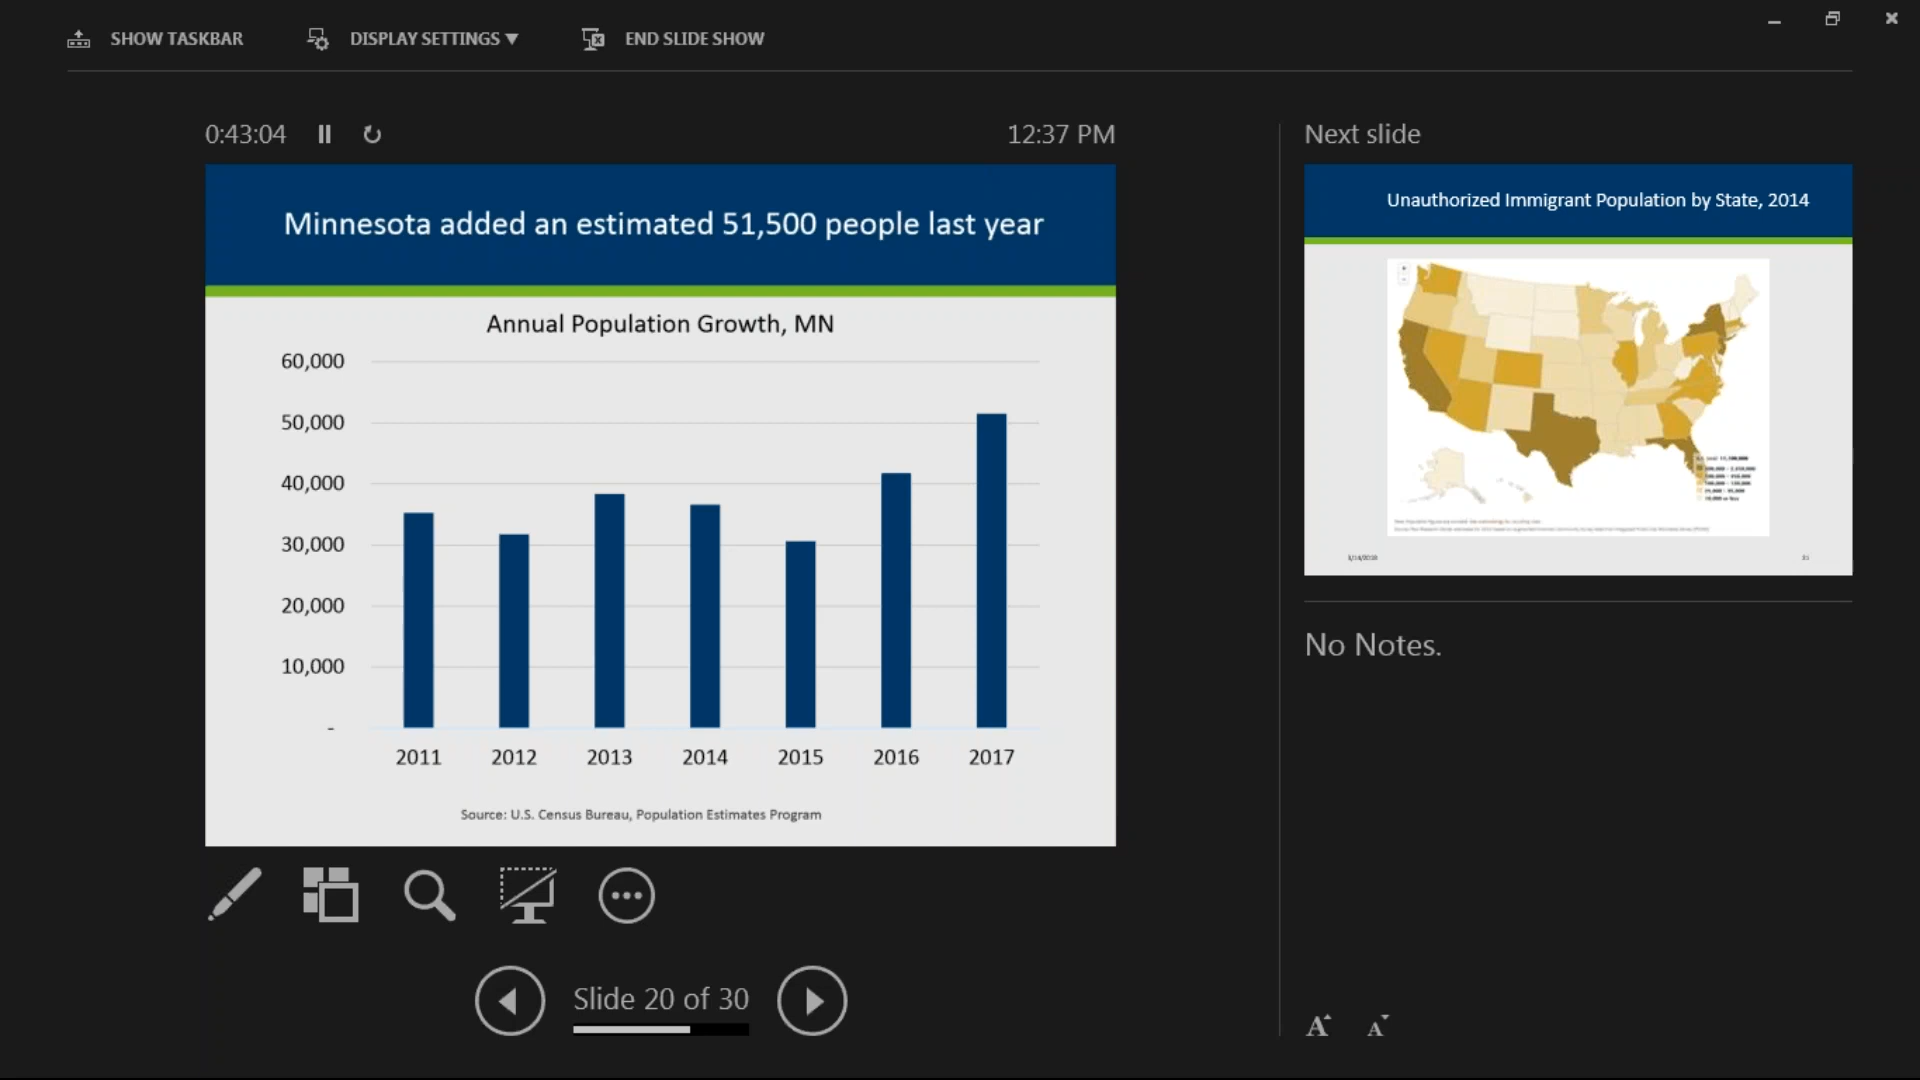 SHOW TASKBAR
DISPLAY SETTINGS ▼
END SLIDE SHOW
0:43:04
12:37 PM
Minnesota added an estimated 51,500 people last year
Annual Population Growth, MN
60,000
50,000
40,000
30,000
20,000
10,000
-
2011 2012 2013 2014 2015 2016 2017
Source: U.S. Census Bureau, Population Estimates Program
Slide 20 of 30
Next slide
Unauthorized Immigrant Population by State, 2014
No Notes.
A A